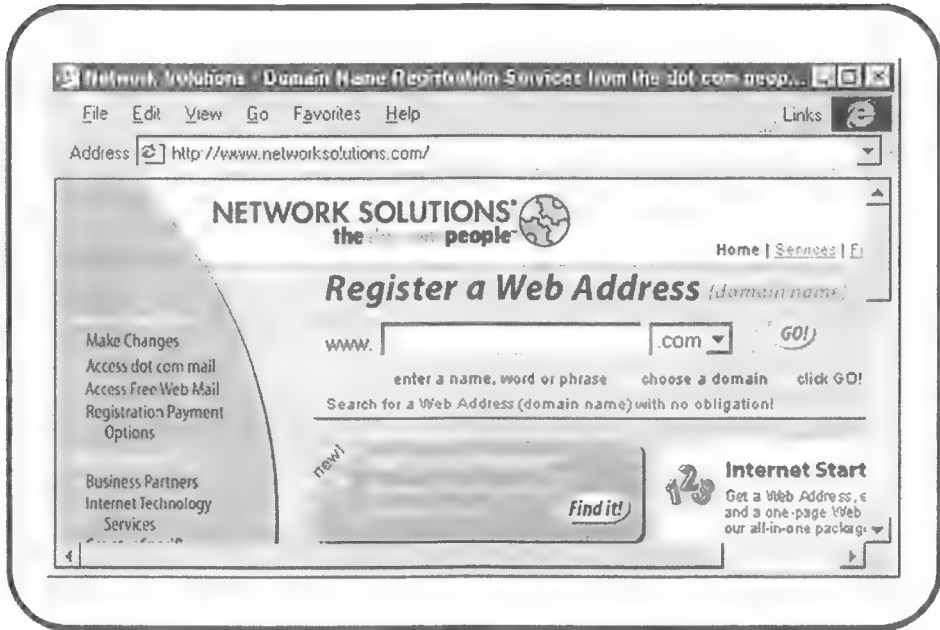 Network Solutions - Domain Name Registration Services from the dot com peop...
File Edit View Go Favorites Help Links
Address http://www.networksolutions.com/
NETWORK SOLUTIONS®
the people™
Home | Services |
Register a Web Address (domain name)
www. .com GO!
enter a name, word or phrase choose a domain click GO!
Search for a Web Address (domain name) with no obligation!
Make Changes
Access dot com mail
Access Free Web Mail
Registration Payment
Options
Business Partners
Internet Technology
Services
new!
Find it!
123
Internet Start
Get a Web Address, e
and a one-page Web
our all-in-one packag